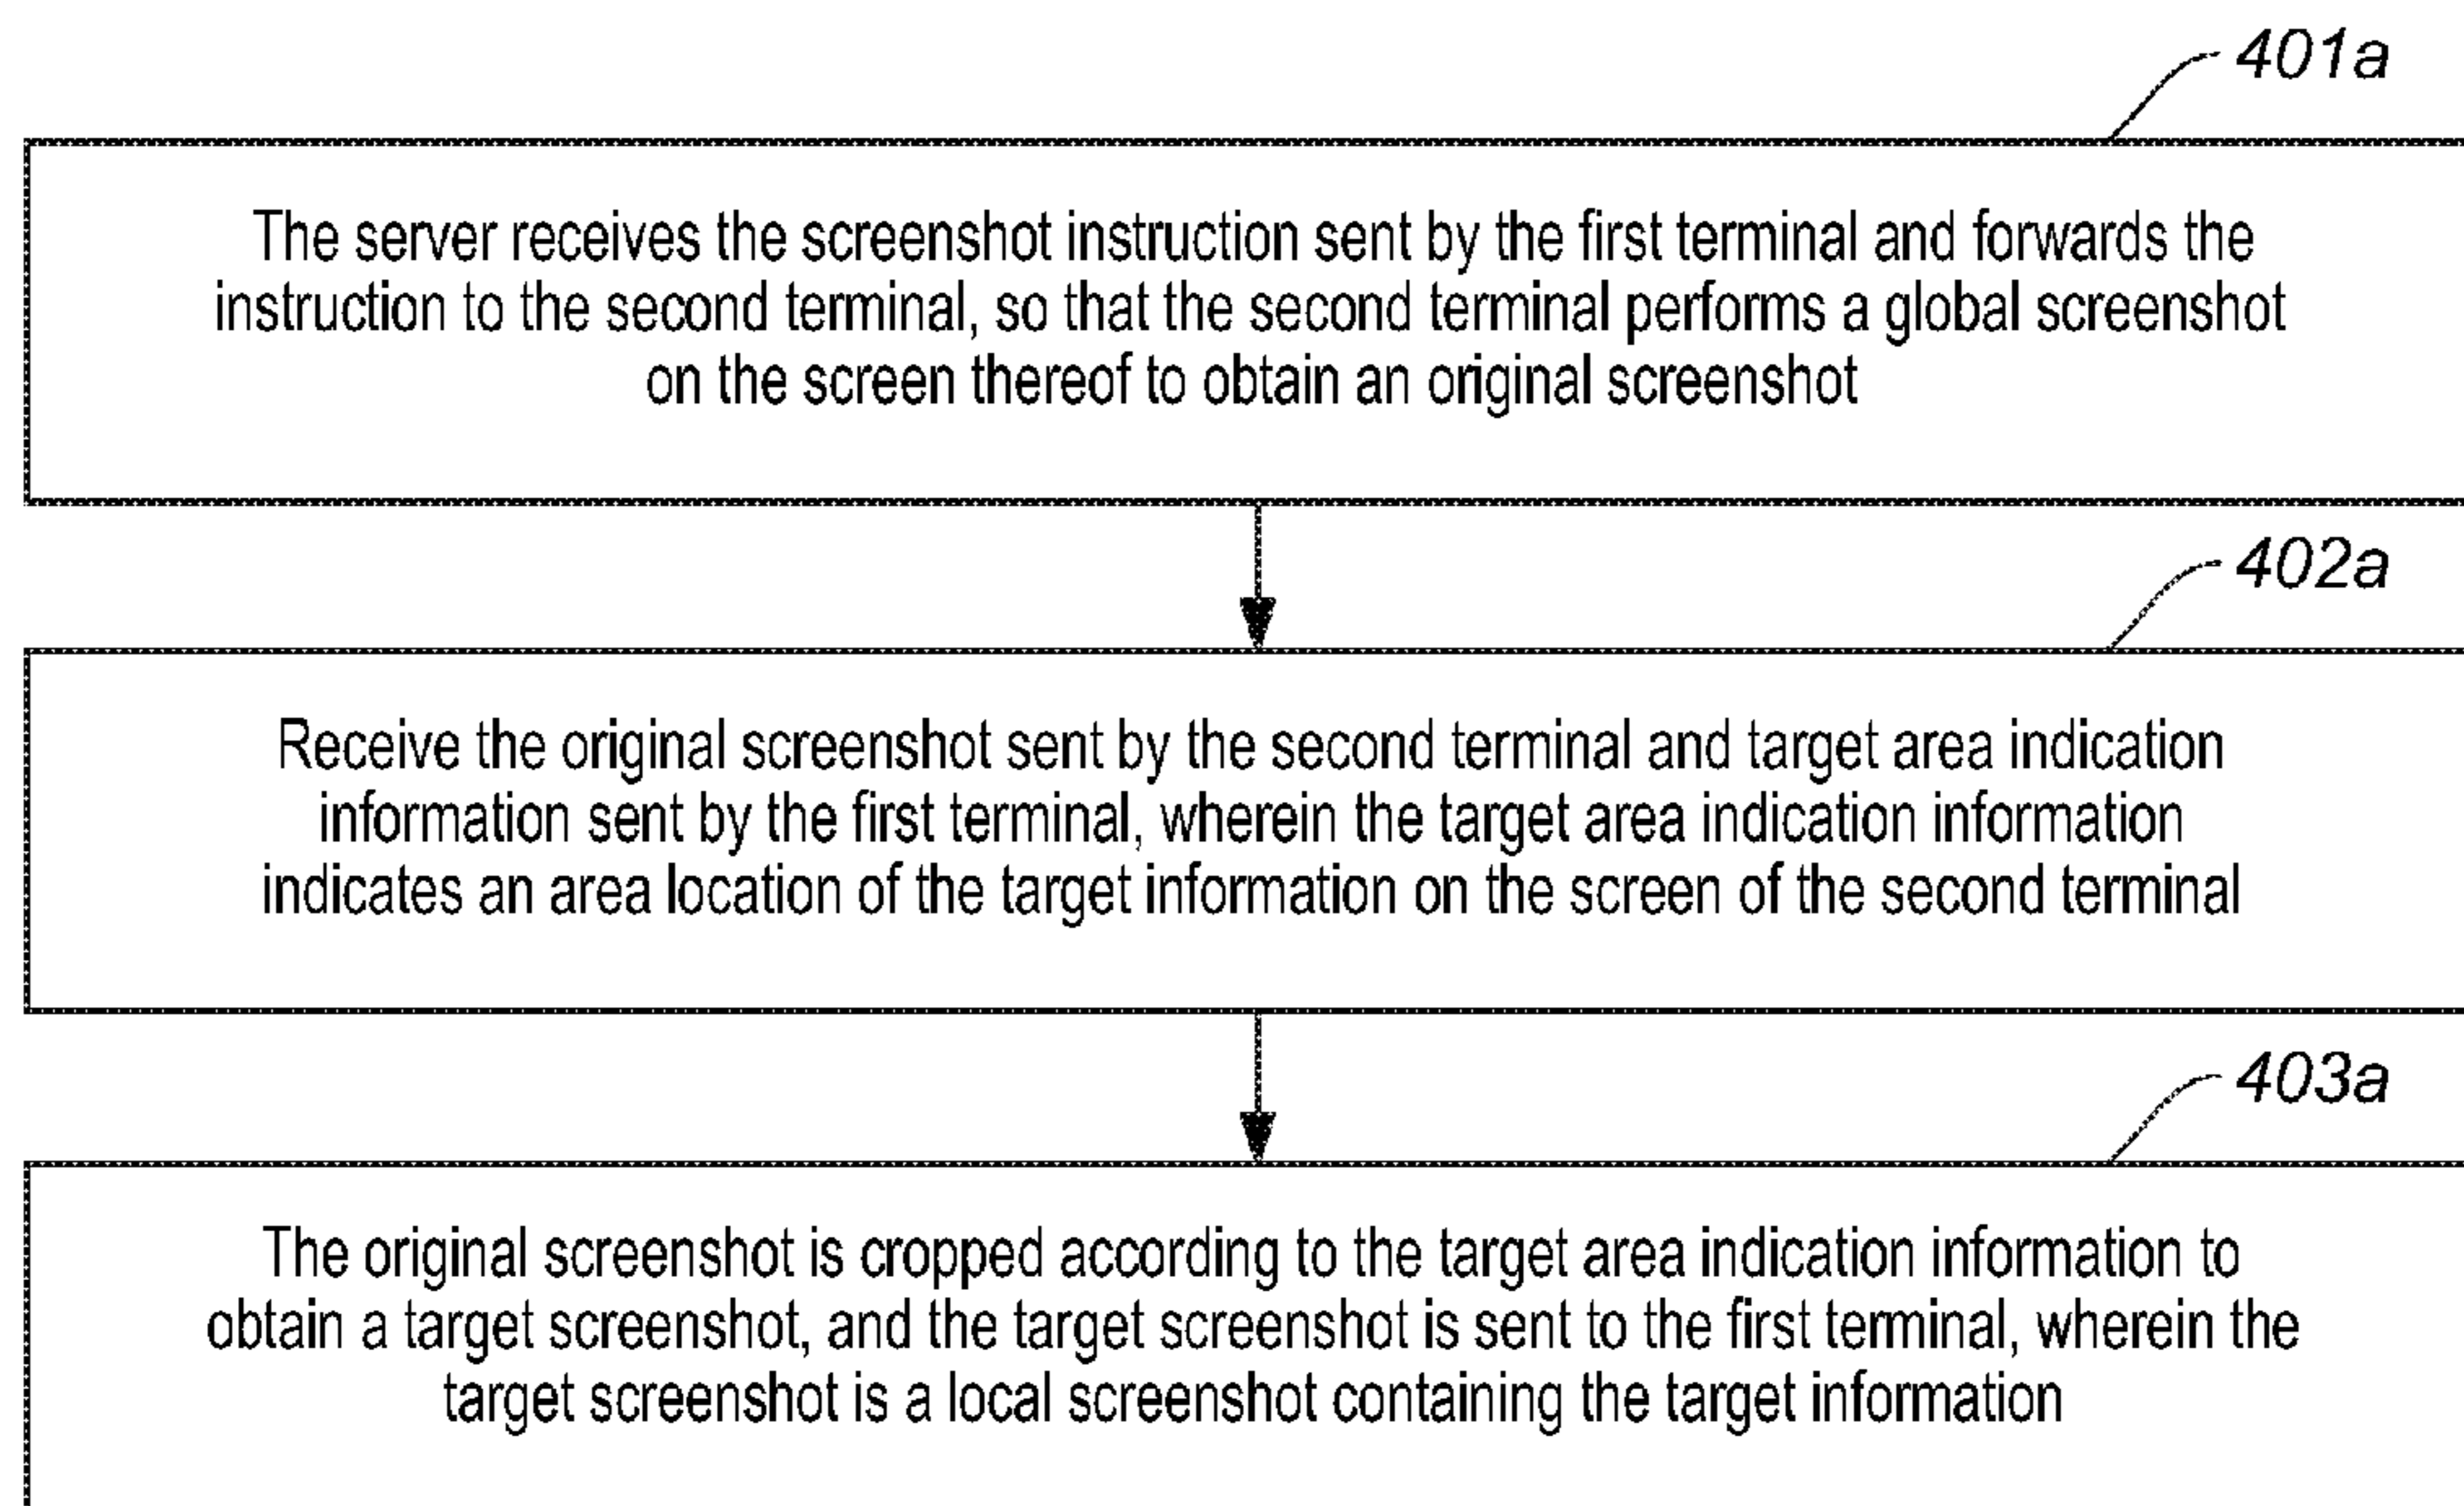 401a
The server receives the screenshot instruction sent by the first terminal and forwards the
instruction to the second terminal, so that the second terminal performs a global screenshot
on the screen thereof to obtain an original screenshot
402a
Receive the original screenshot sent by the second terminal and target area indication
information sent by the first terminal, wherein the target area indication information
indicates an area location of the target information on the screen of the second terminal
403a
The original screenshot is cropped according to the target area indication information to
obtain a target screenshot, and the target screenshot is sent to the first terminal, wherein the
target screenshot is a local screenshot containing the target information